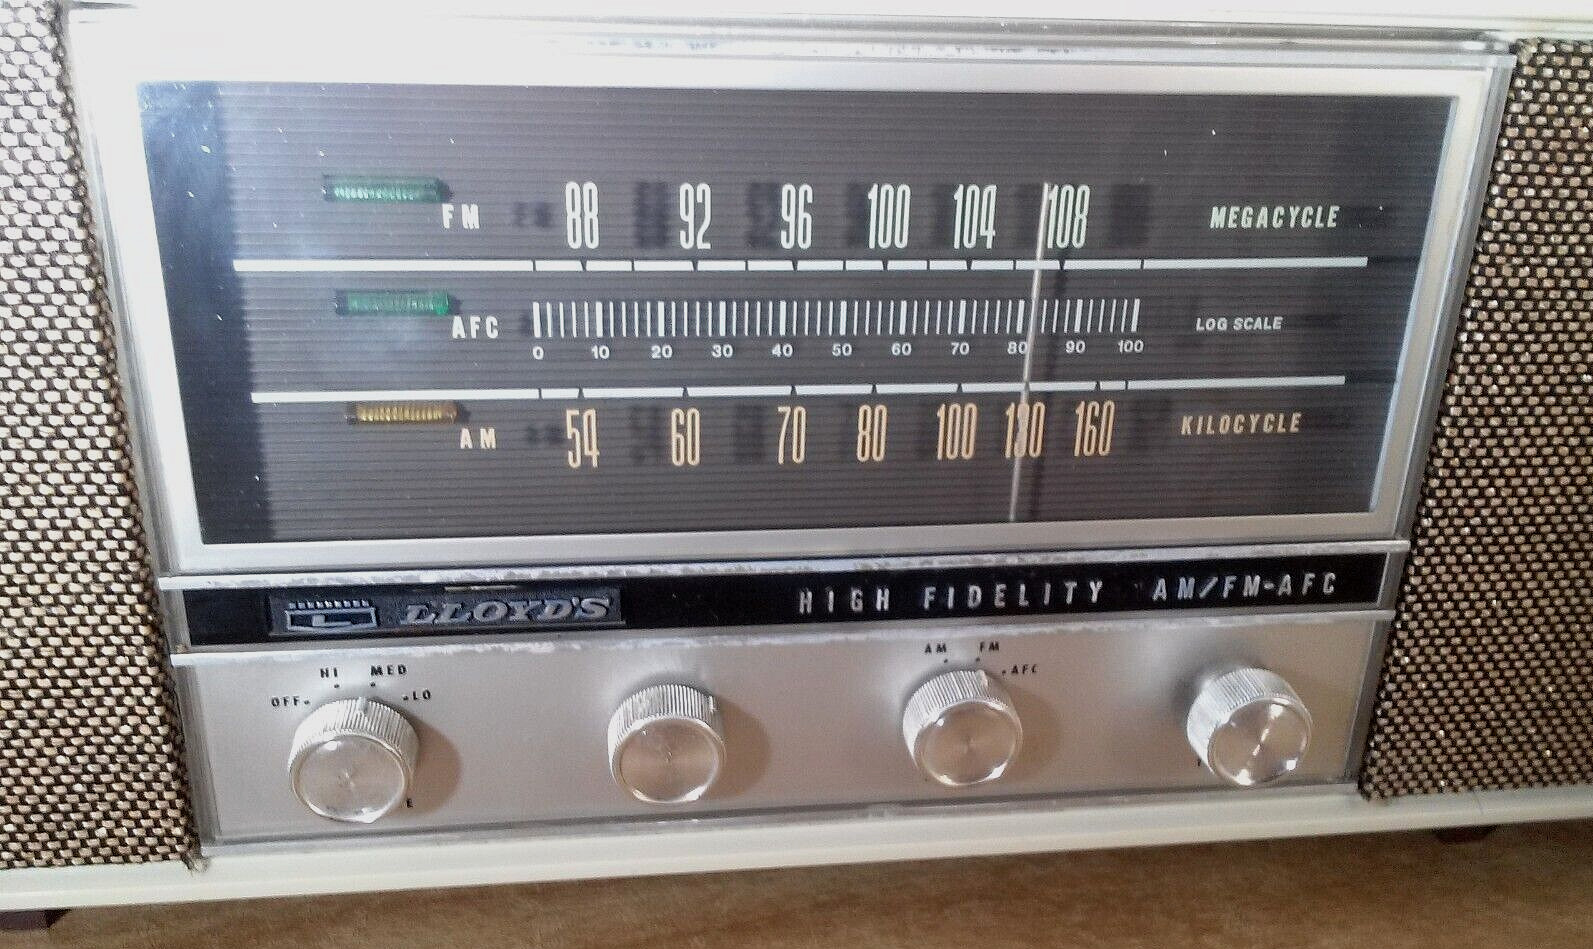 FM 88 92 96 100 104 108 MEGACYCLE
AFC LOG SCALE
0 10 20 30 40 50 60 70 80 90 100
AM 54 60 70 80 100 130 160 KILOCYCLE
L LLOYD'S HIGH FIDELITY AM/FM-AFC
OFF HI MED LO
AM FM AFC
E